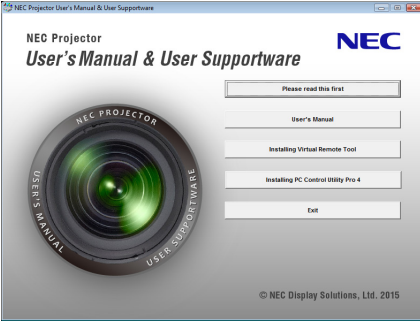 NEC Projector User's Manual & User Supportware
NEC Projector
NEC
User's Manual & User Supportware
Please read this first
User's Manual
Installing Virtual Remote Tool
Installing PC Control Utility Pro 4
Exit
NEC PROJECTOR
USER'S MANUAL
USER SUPPORTWARE
© NEC Display Solutions, Ltd. 2015